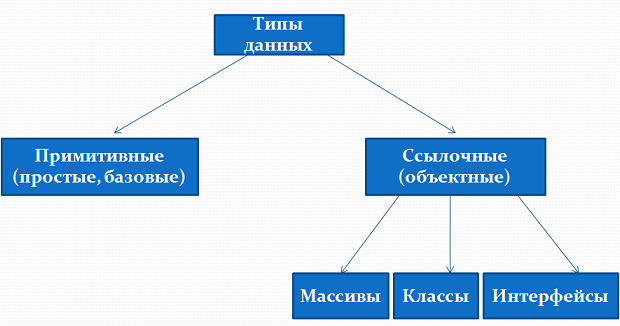 Типы
данных
Примитивные
(простые, базовые)
Ссылочные
(объектные)
Массивы
Классы
Интерфейсы